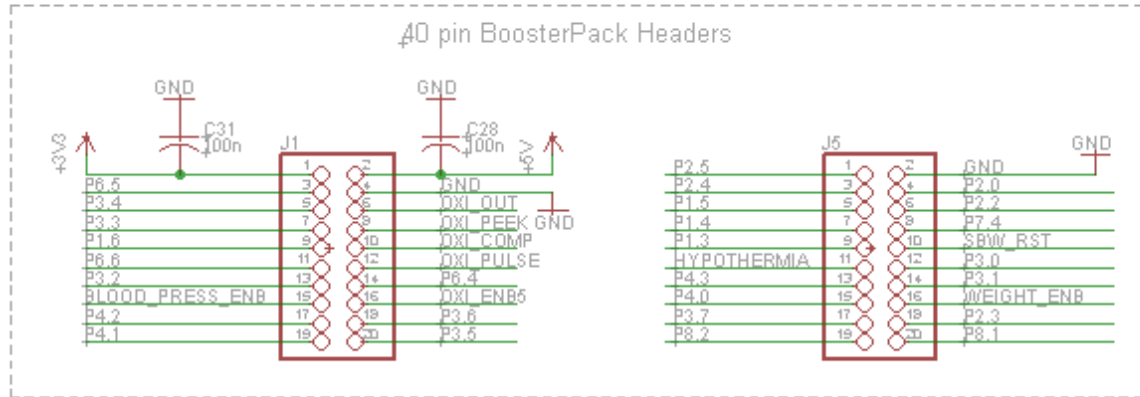 40 pin BoosterPack Headers
GND GND
C31 C28
100n 100n
+3V3 +5V
J1 J5 GND
1 2 1 2
P2.5 GND
P6.5 GND 3 4 P2.4 P2.0 3 4
P3.4 OXI_OUT 5 6 P1.5 P2.2 5 6
P3.3 OXI_PEEK GND 7 8 P1.4 P7.4 7 8
P1.6 OXI_COMP 9 10 P1.3 SBW_RST 9 10
P6.6 OXI_PULSE 11 12 HYPOTHERMIA P3.0 11 12
P3.2 P6.4 13 14 P4.3 P3.1 13 14
BLOOD_PRESS_ENB OXI_ENB5 15 16 P4.0 WEIGHT_ENB 15 16
P4.2 P3.6 17 18 P3.7 P2.3 17 18
P4.1 P3.5 19 20 P8.2 P8.1 19 20